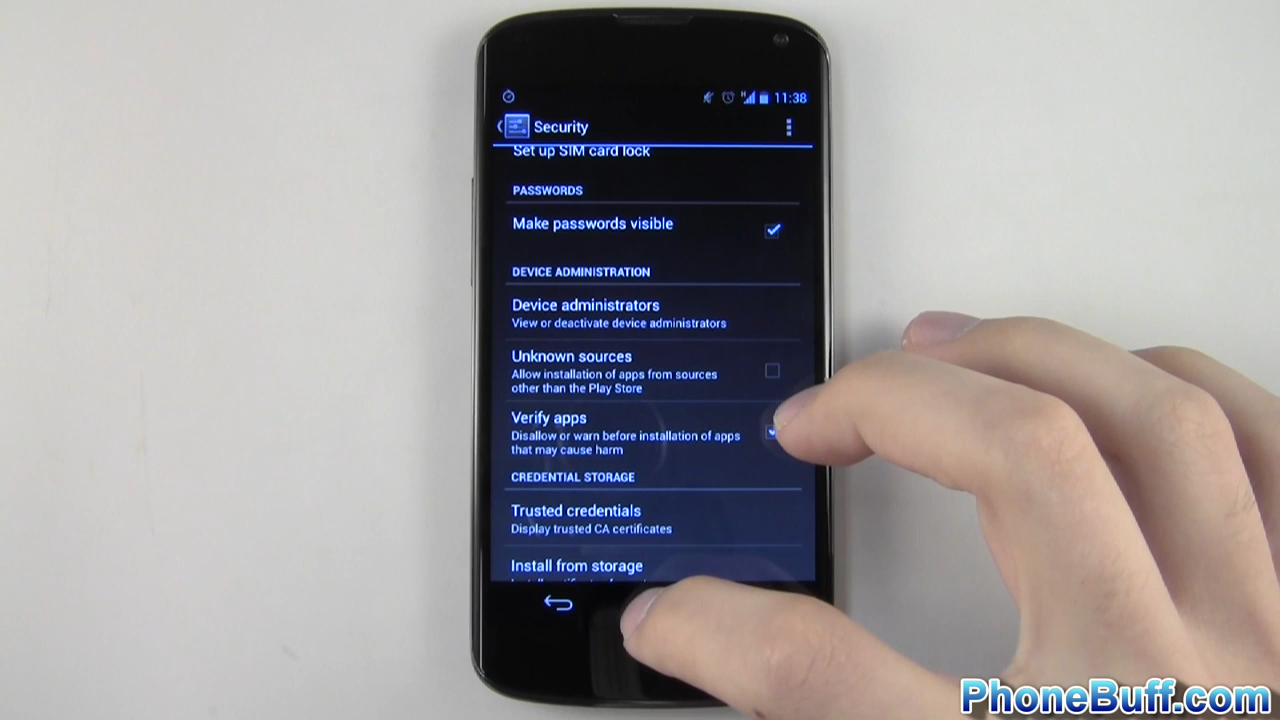 11:38
Security
Set up SIM card lock
PASSWORDS
Make passwords visible
DEVICE ADMINISTRATION
Device administrators
View or deactivate device administrators
Unknown sources
Allow installation of apps from sources
other than the Play Store
Verify apps
Disallow or warn before installation of apps
that may cause harm
CREDENTIAL STORAGE
Trusted credentials
Display trusted CA certificates
Install from storage
PhoneBuff.com